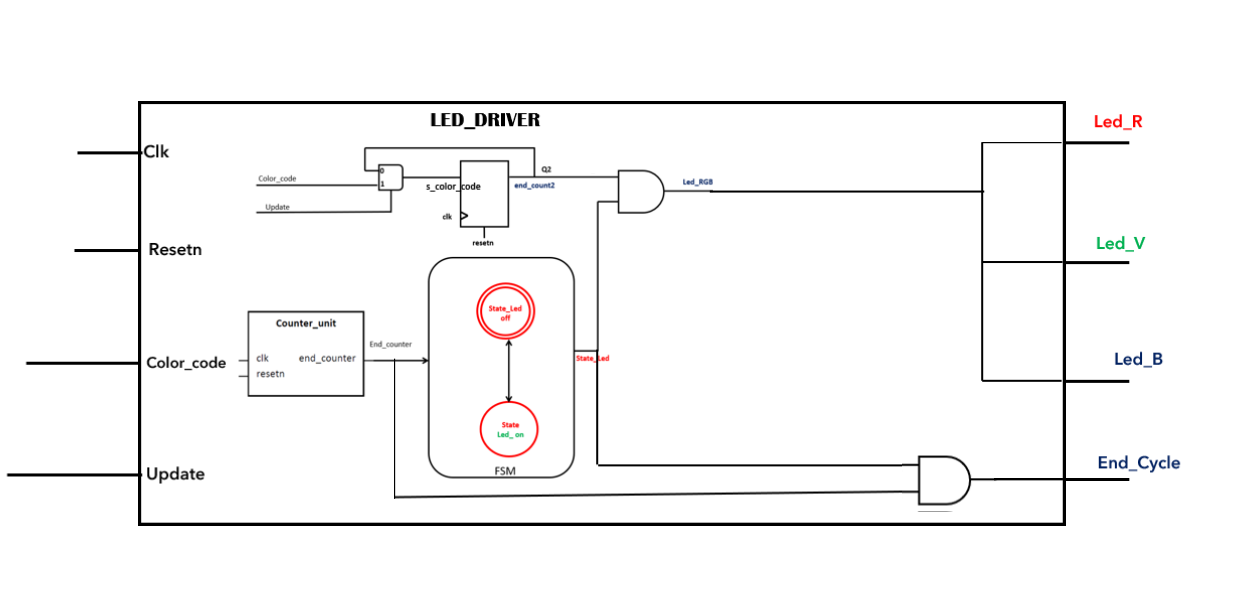 LED_DRIVER
Led_R
Clk
0
1
Color_code
Update
s_color_code
clk
resetn
Q2
end_count2
Led_RGB
Resetn
Led_V
State_Led
off
Counter_unit
clk
end_counter
resetn
End_counter
State_Led
Color_code
Led_B
State
Led_ on
FSM
Update
End_Cycle